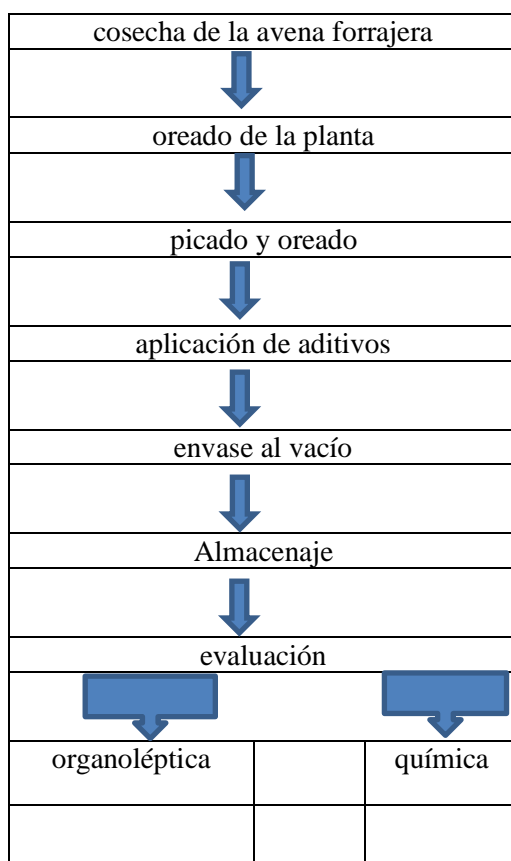 cosecha de la avena forrajera
oreado de la planta
picado y oreado
aplicación de aditivos
envase al vacío
Almacenaje
evaluación
organoléptica
química